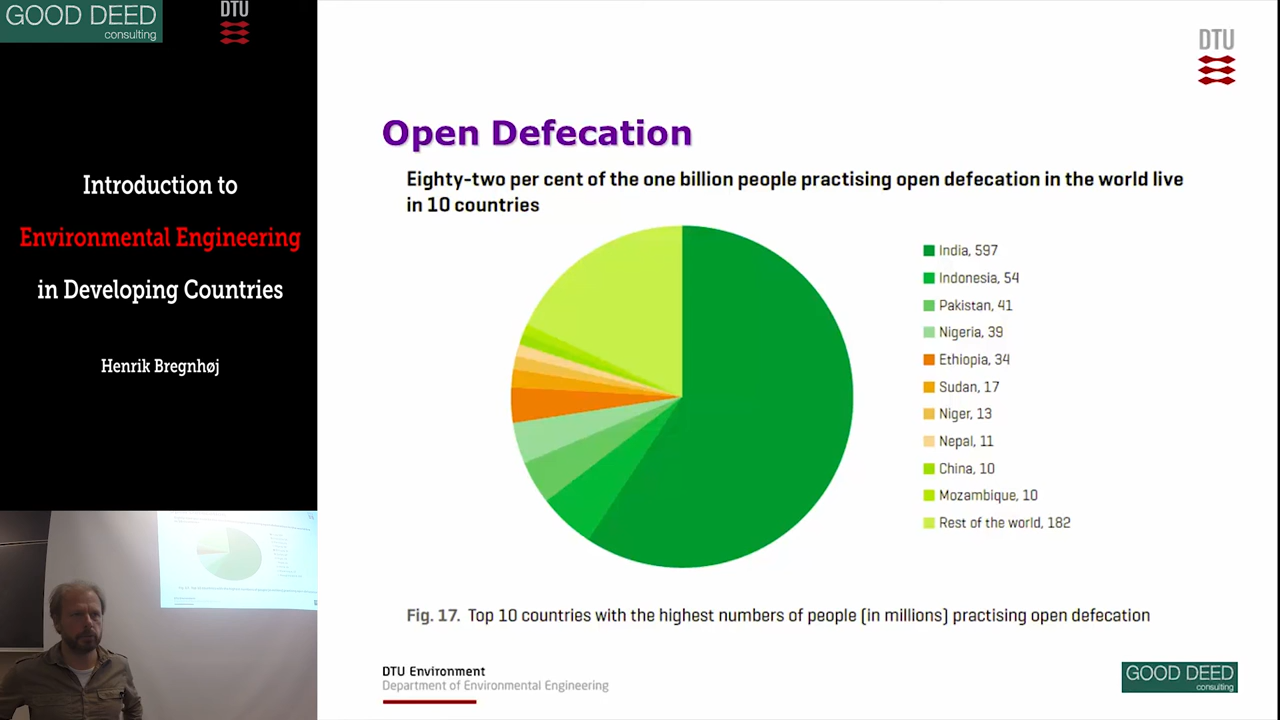 GOOD DEED
consulting
DTU
Introduction to
Environmental Engineering
in Developing Countries
Henrik Bregnhøj
DTU
Open Defecation
Eighty-two per cent of the one billion people practising open defecation in the world live
in 10 countries
India, 597
Indonesia, 54
Pakistan, 41
Nigeria, 39
Ethiopia, 34
Sudan, 17
Niger, 13
Nepal, 11
China, 10
Mozambique, 10
Rest of the world, 182
Fig. 17. Top 10 countries with the highest numbers of people (in millions) practising open defecation
DTU Environment
Department of Environmental Engineering
GOOD DEED
consulting